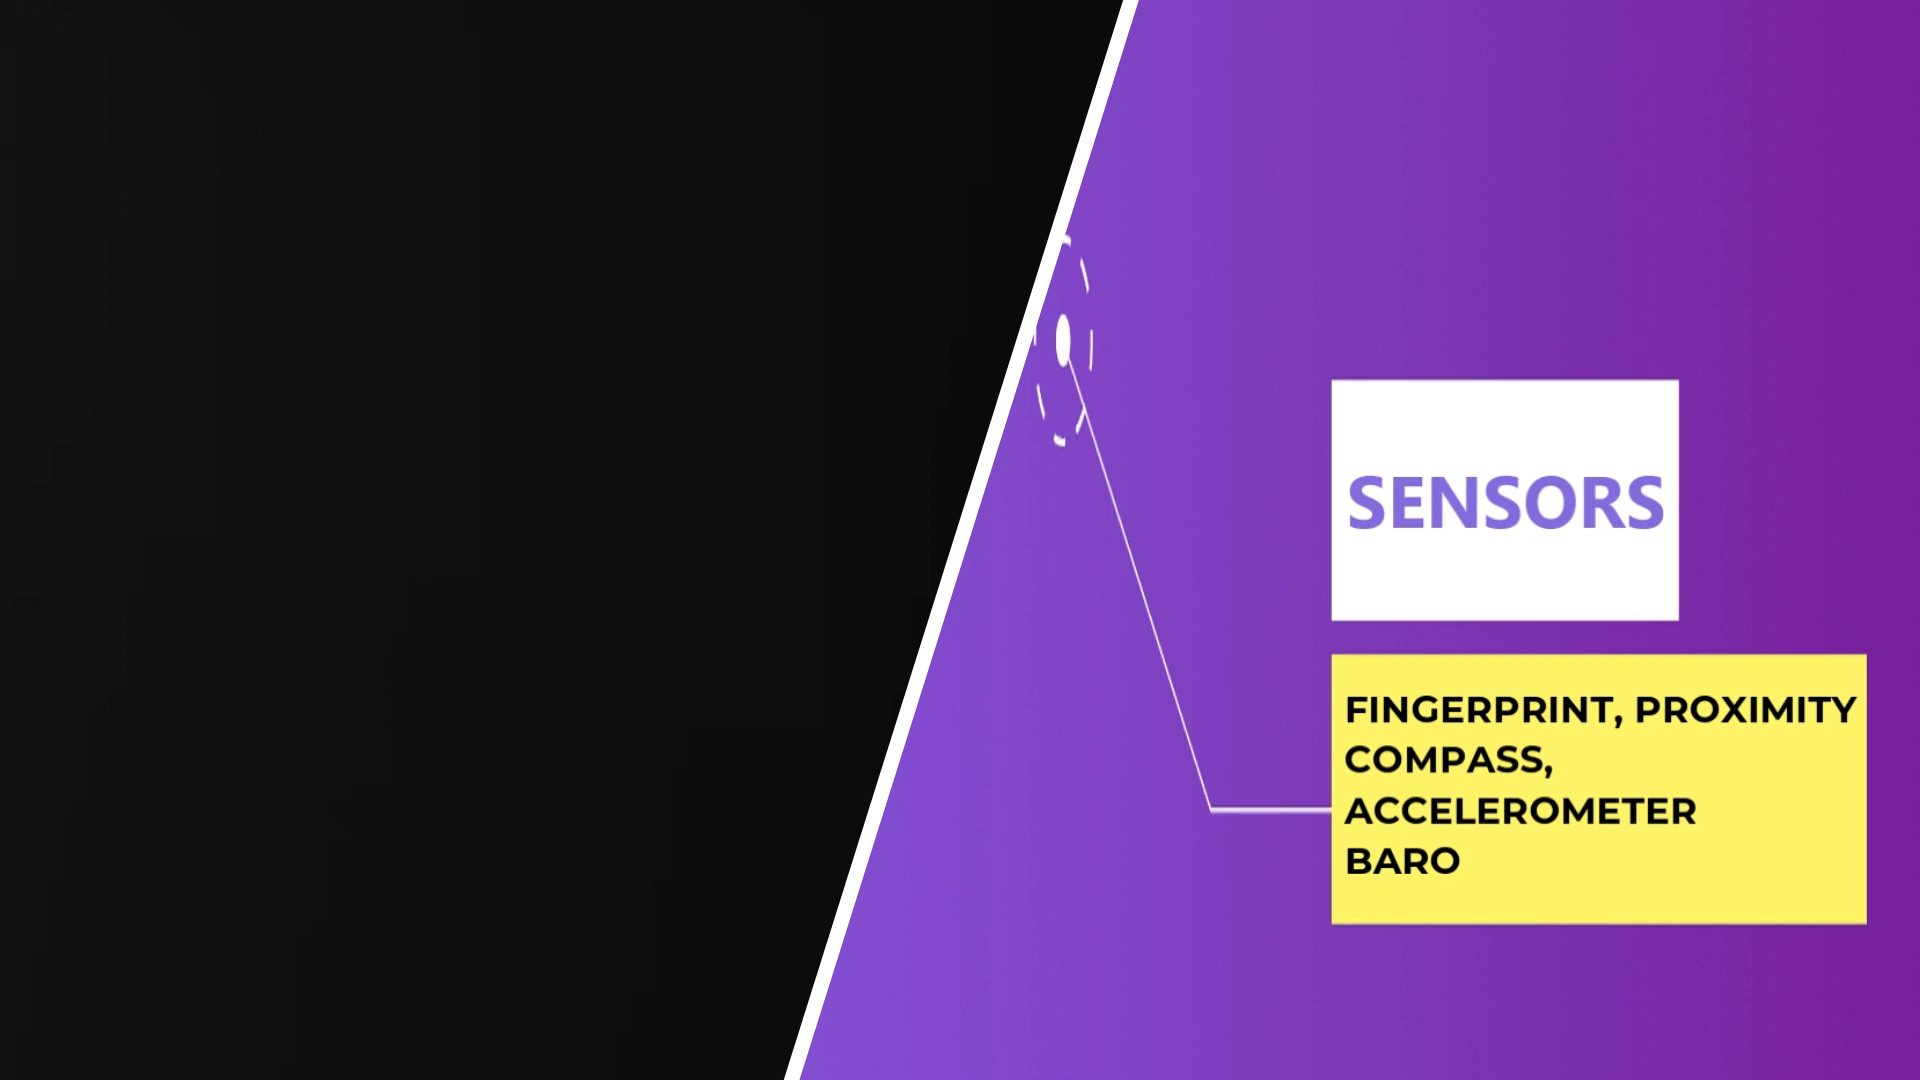 SENSORS
FINGERPRINT, PROXIMITY
COMPASS,
ACCELEROMETER
BARO